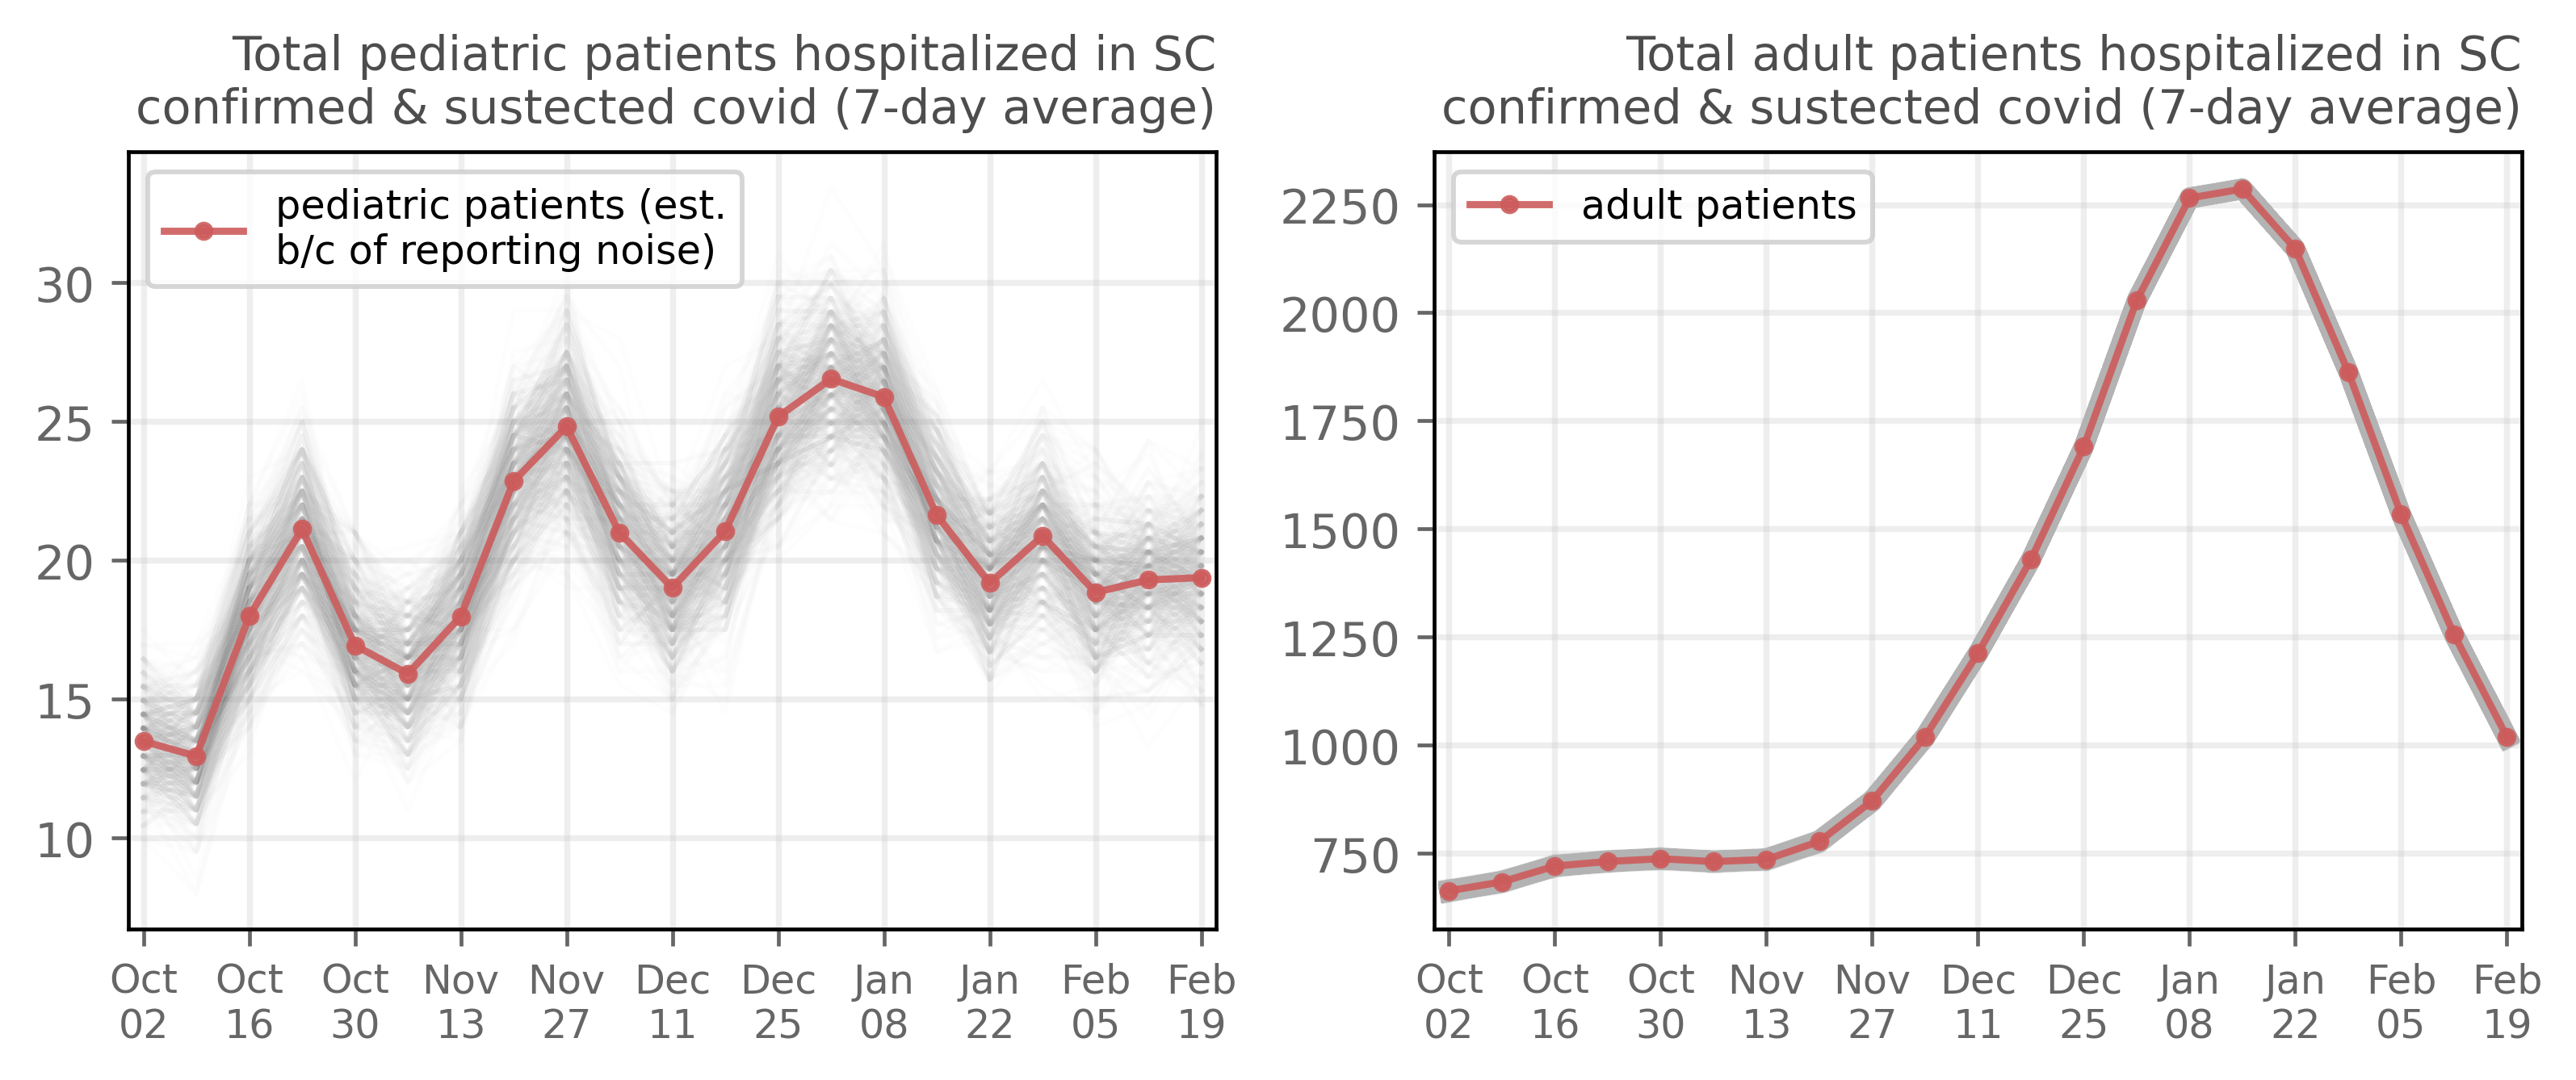 Total pediatric patients hospitalized in SC
confirmed & sustected covid (7-day average)
pediatric patients (est.
b/c of reporting noise)
30
25
20
15
10
Oct Oct Oct Nov Nov Dec Dec Jan Jan Feb Feb
02 16 30 13 27 11 25 08 22 05 19
Total adult patients hospitalized in SC
confirmed & sustected covid (7-day average)
adult patients
2250
2000
1750
1500
1250
1000
750
Oct Oct Oct Nov Nov Dec Dec Jan Jan Feb Feb
02 16 30 13 27 11 25 08 22 05 19